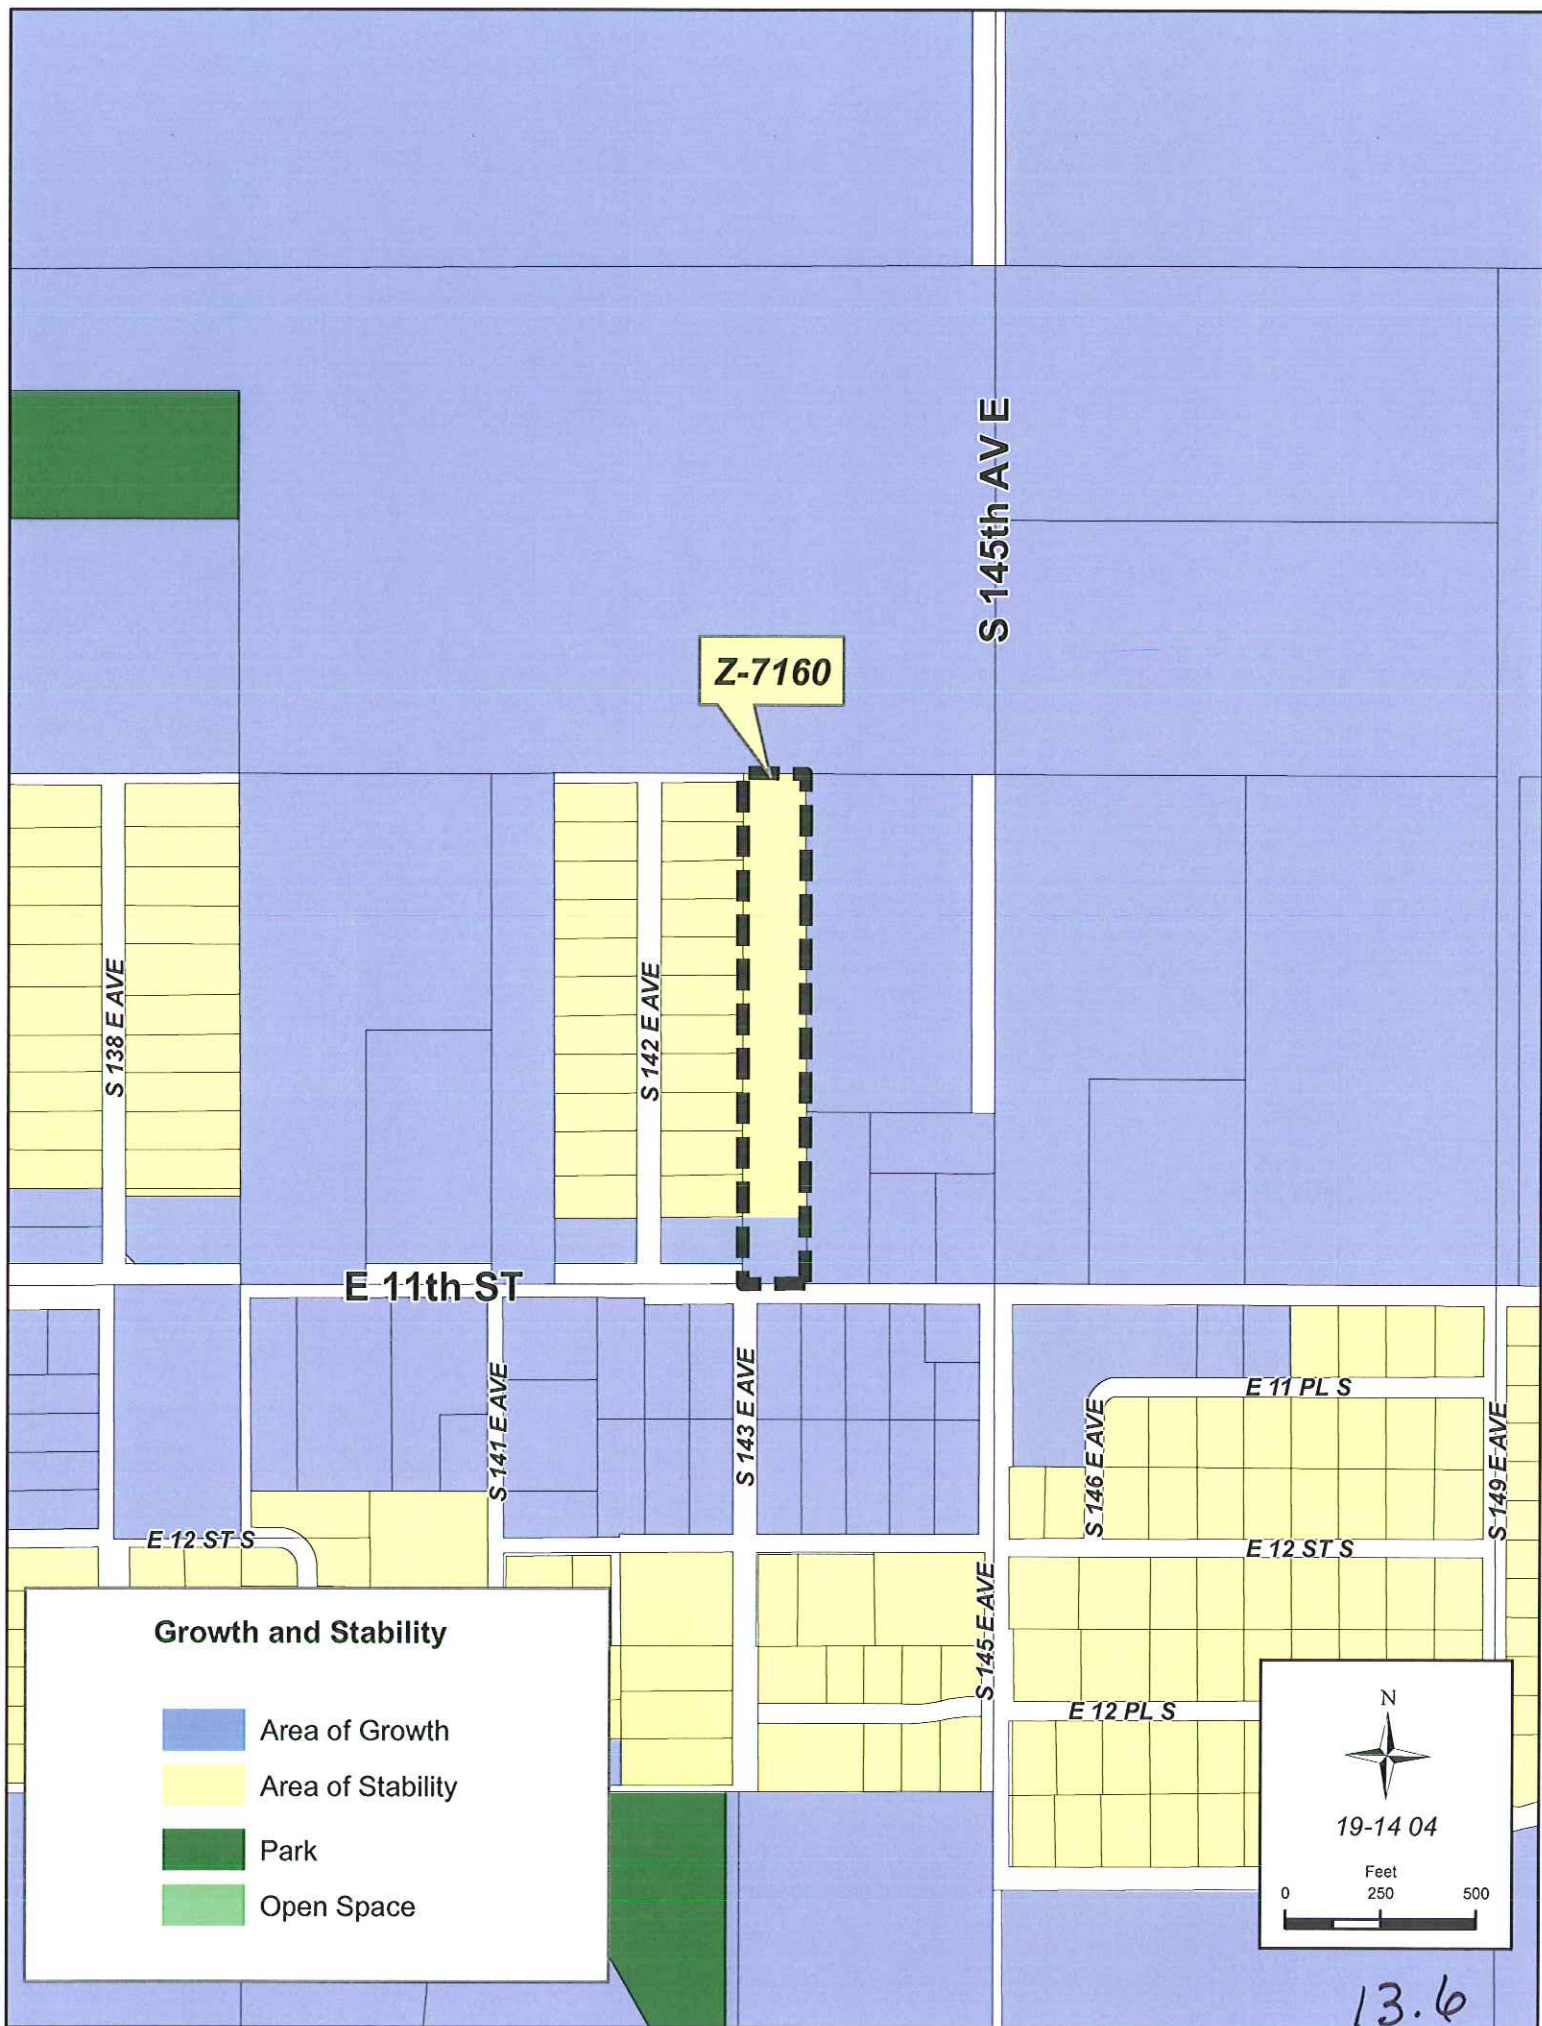 S 145th AV E
Z-7160
S 138 E AVE
S 142 E AVE
E 11th ST
S 141 E AVE
S 143 E AVE
E 11 PL S
S 146 E AVE
S 149 E AVE
E 12 ST S
E 12 ST S
S 145 E AVE
E 12 PL S
Growth and Stability
Area of Growth
Area of Stability
Park
Open Space
N
19-14 04
Feet
0 250 500
13.6